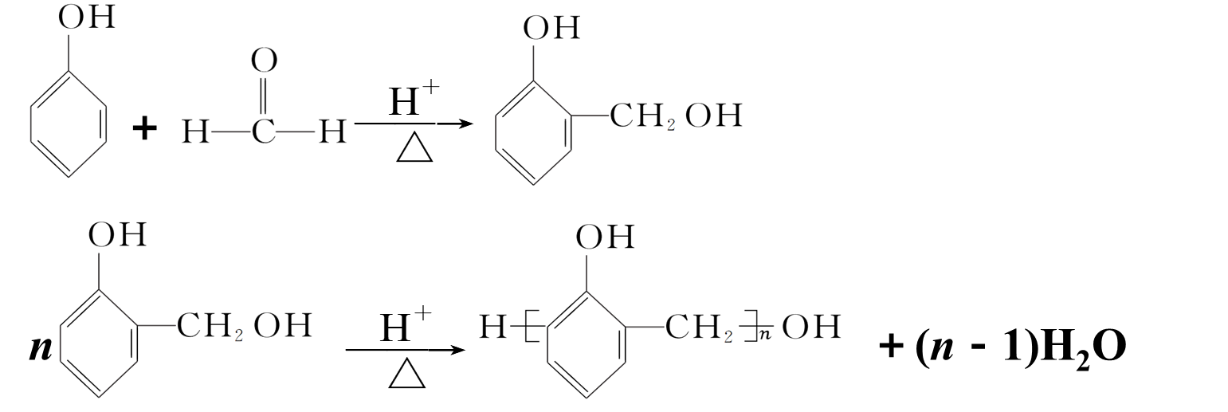 OH O OH
+ H—C—H H⁺ △ CH₂OH
OH OH
n CH₂OH H⁺ △ H—[ CH₂—]ₙ OH + (n - 1)H₂O